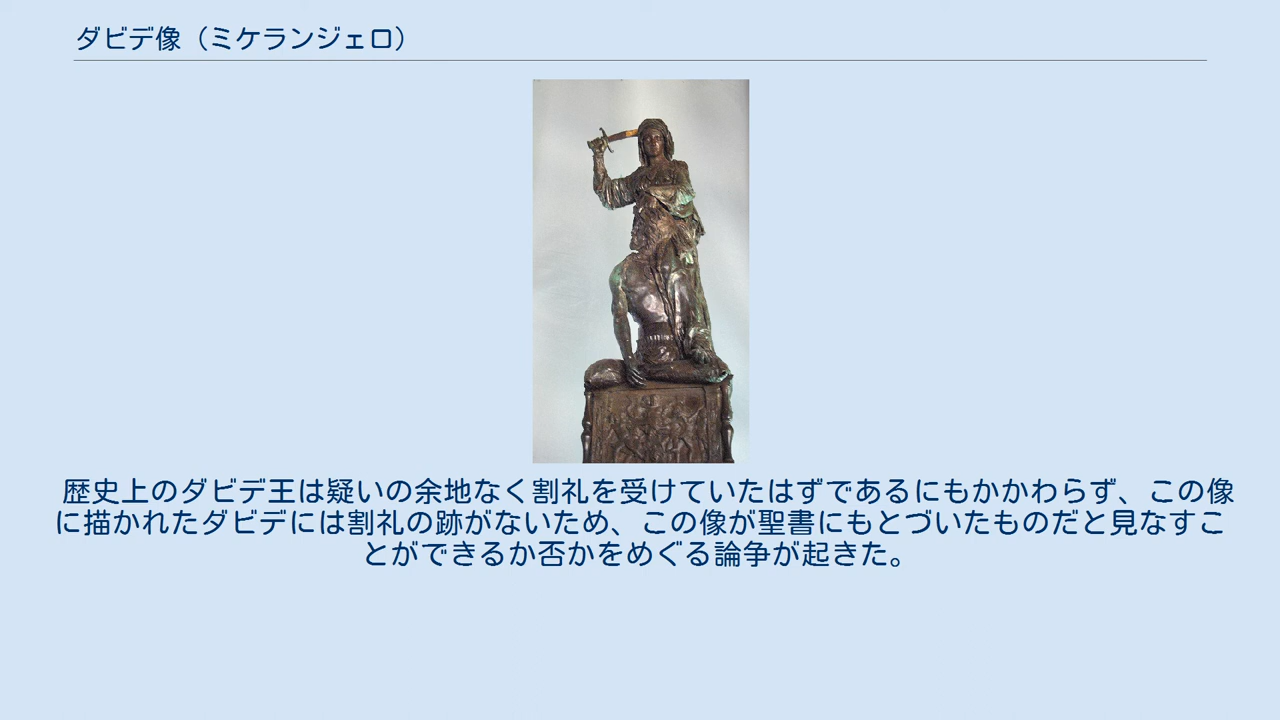 ダビデ像（ミケランジェロ）
歴史上のダビデ王は疑いの余地なく割礼を受けていたはずであるにもかかわらず、この像
に描かれたダビデには割礼の跡がないため、この像が聖書にもとづいたものだと見なすこ
とができるか否かをめぐる論争が起きた。